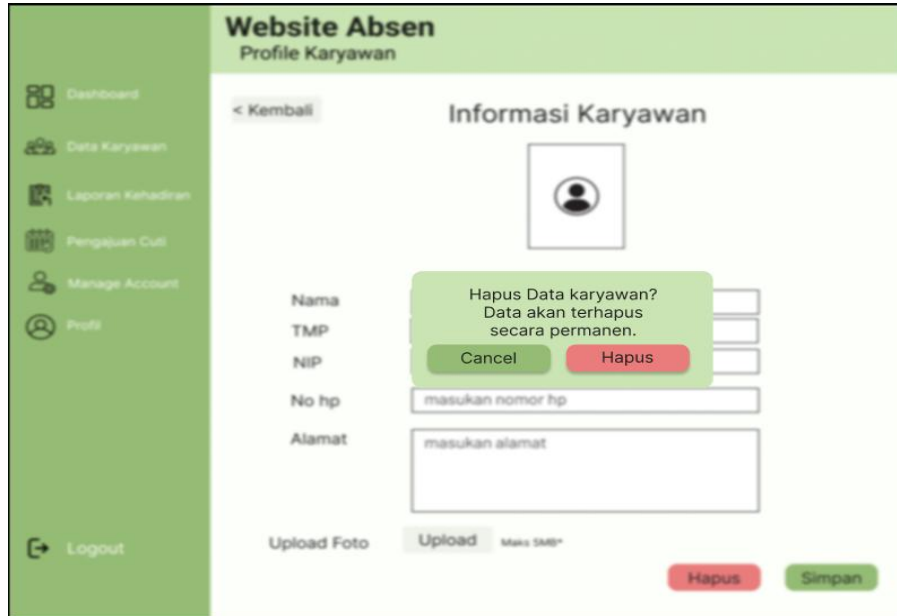 Website Absen
Profile Karyawan
Dashboard
Data Karyawan
Laporan Kehadiran
Pengajuan Cuti
Manage Account
Profil
Logout
< Kembali
Informasi Karyawan
Nama
TMP
NIP
No hp
masukan nomor hp
Alamat
masukan alamat
Upload Foto
Upload
Maks 5MB*
Hapus
Simpan
Hapus Data karyawan?
Data akan terhapus
secara permanen.
Cancel
Hapus